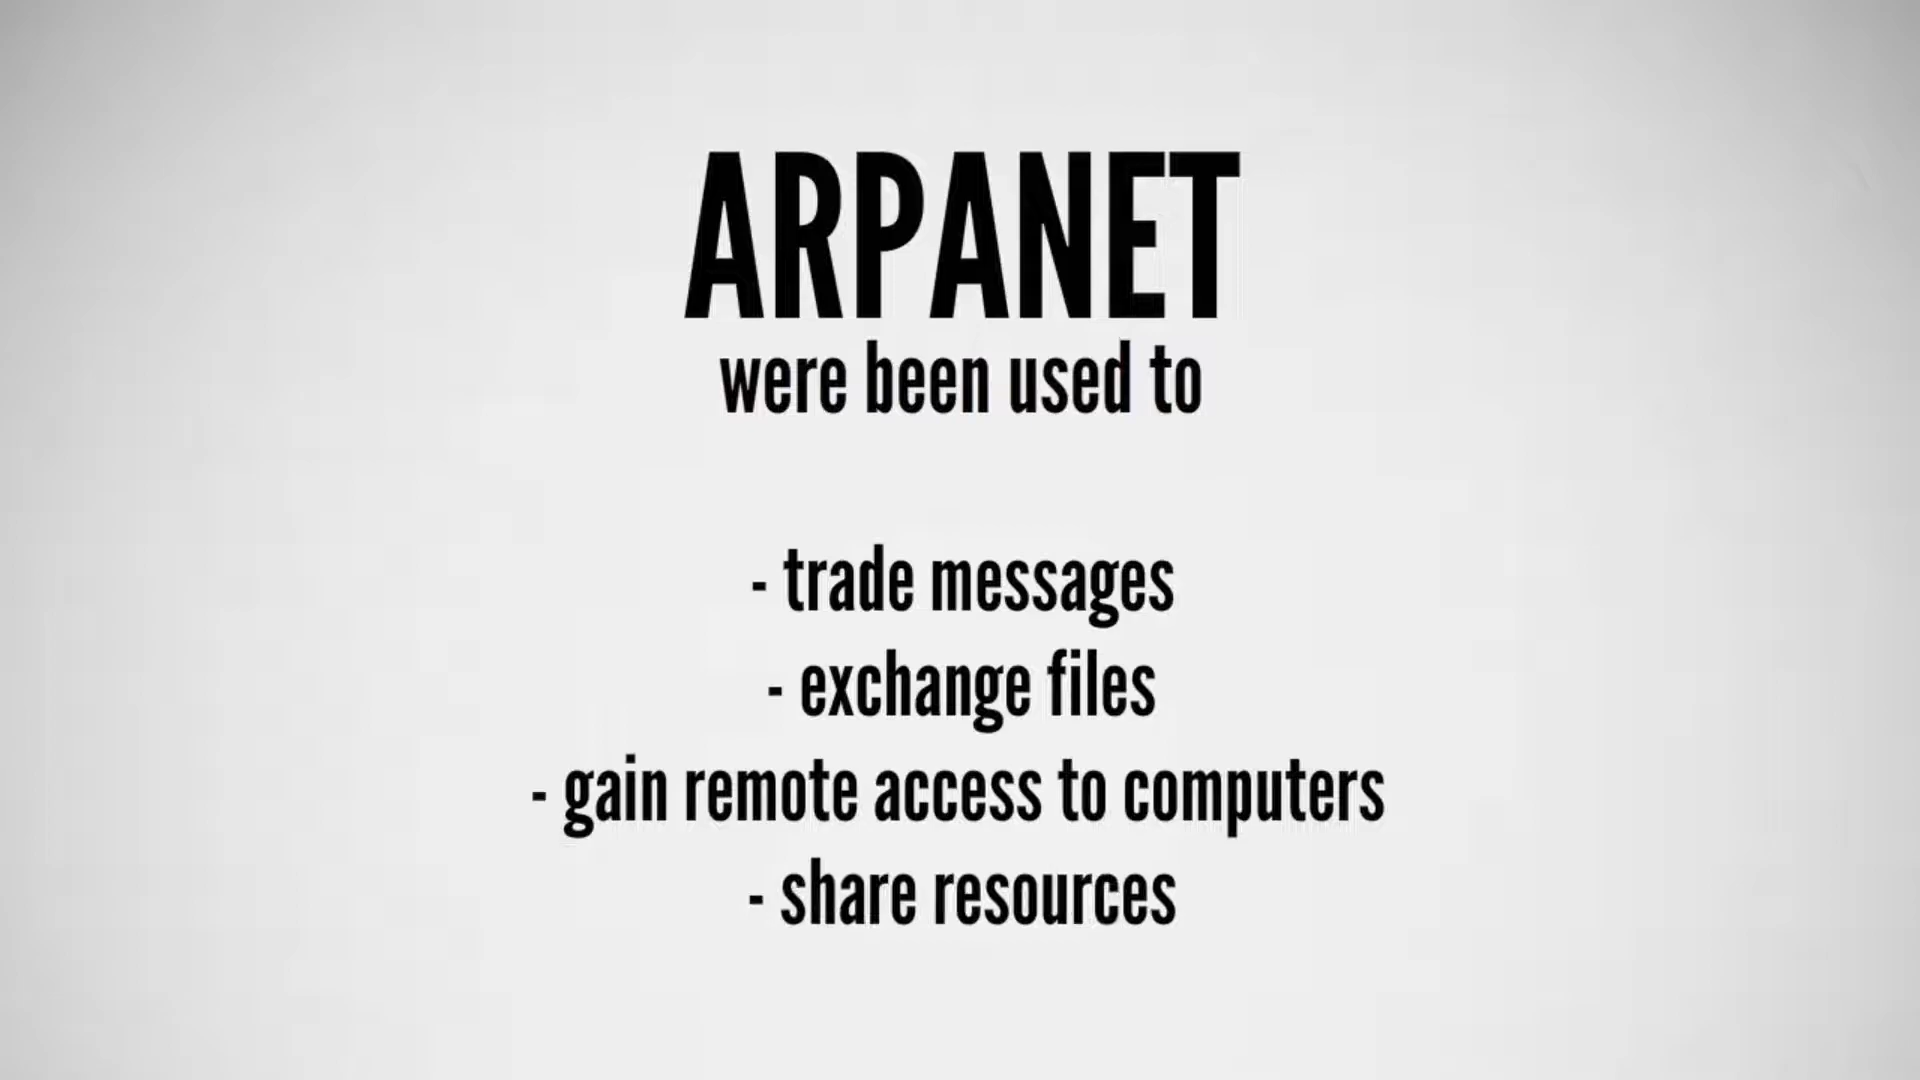 ARPANET
were been used to
- trade messages
- exchange files
- gain remote access to computers
- share resources